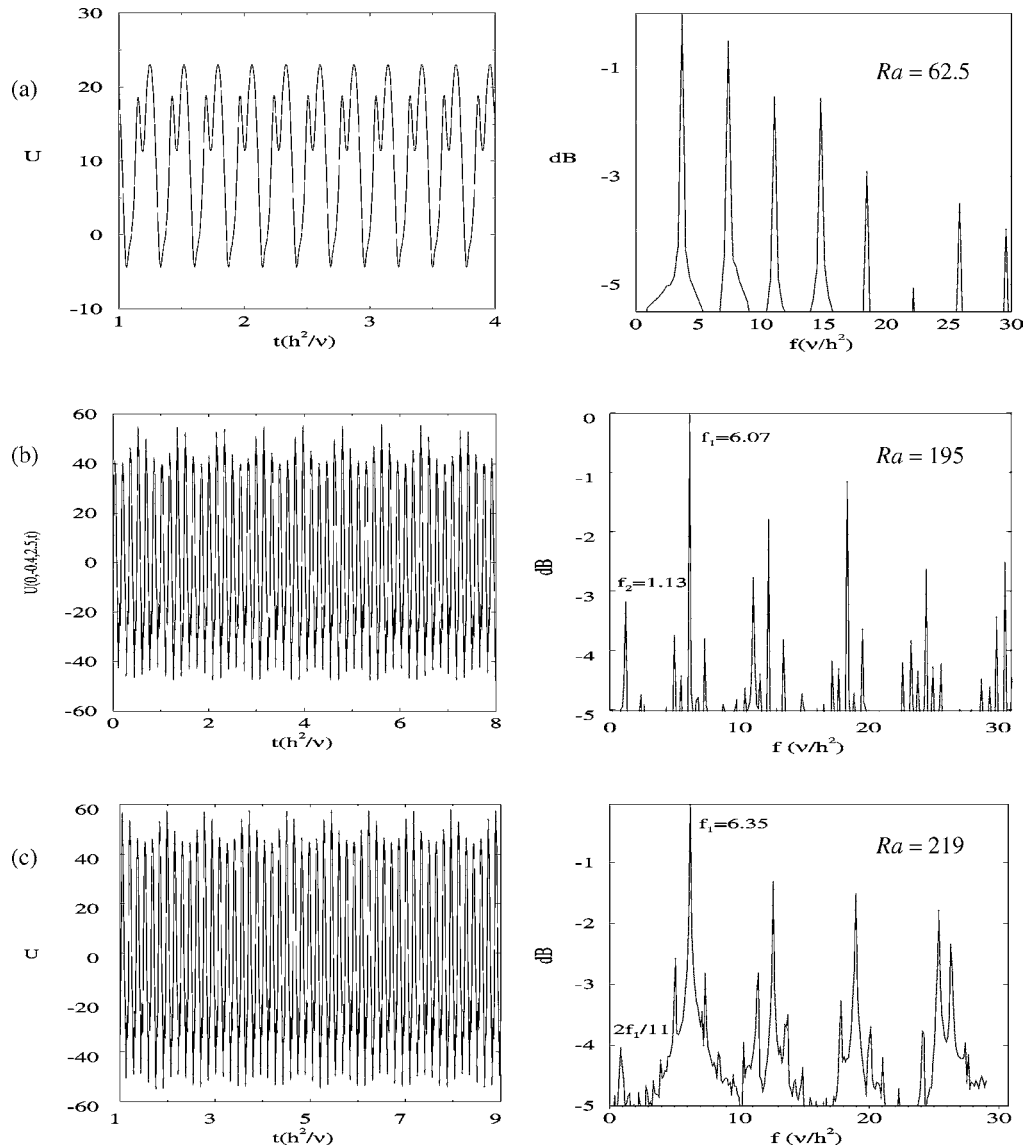 (a)
30
20
10
0
-10
U
1
2
3
4
t(h²/ν)
-1
-3
-5
dB
Ra = 62.5
0
5
10
15
20
25
30
f(ν/h²)
(b)
60
40
20
0
-20
-40
-60
U(0,-0.4,2.5,t)
0
2
4
6
8
t(h²/ν)
0
-1
-2
-3
-4
-5
dB
f₁=6.07
f₂=1.13
Ra = 195
0
10
20
30
f (ν/h²)
(c)
60
40
20
0
-20
-40
-60
U
1
3
5
7
9
t(h²/ν)
-1
-2
-3
-4
-5
dB
f₁=6.35
2f₁/11
Ra = 219
0
10
20
30
f (ν/h²)